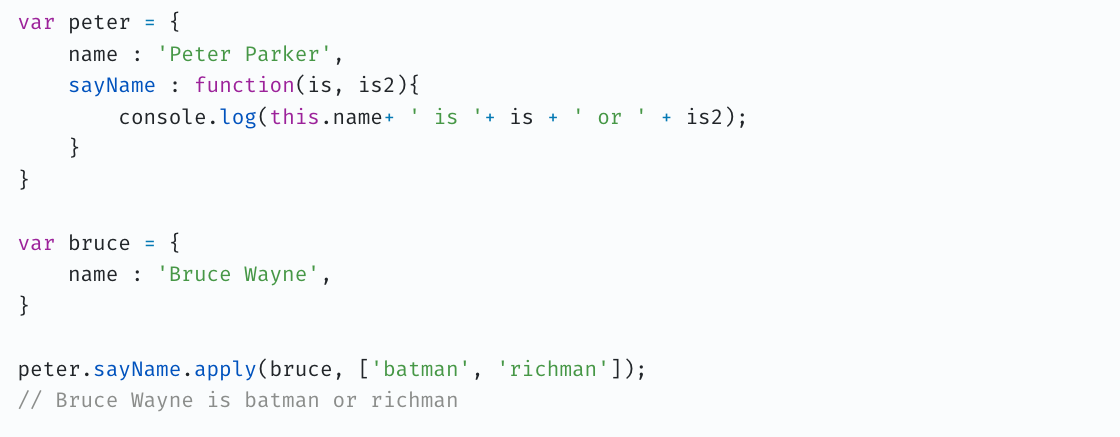 var peter = {
    name : 'Peter Parker',
    sayName : function(is, is2){
        console.log(this.name+ ' is '+ is + ' or ' + is2);
    }
}

var bruce = {
    name : 'Bruce Wayne',
}

peter.sayName.apply(bruce, ['batman', 'richman']);
// Bruce Wayne is batman or richman